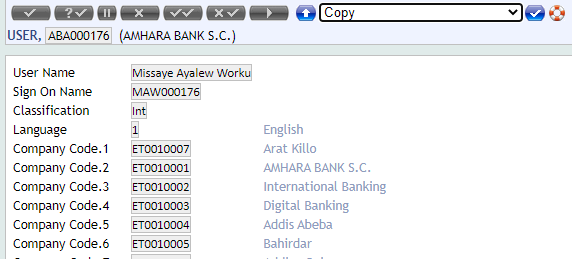 Copy
USER, ABA000176 (AMHARA BANK S.C.)
User Name Missaye Ayalew Worku
Sign On Name MAW000176
Classification Int
Language 1 English
Company Code.1 ET0010007 Arat Killo
Company Code.2 ET0010001 AMHARA BANK S.C.
Company Code.3 ET0010002 International Banking
Company Code.4 ET0010003 Digital Banking
Company Code.5 ET0010004 Addis Abeba
Company Code.6 ET0010005 Bahirdar